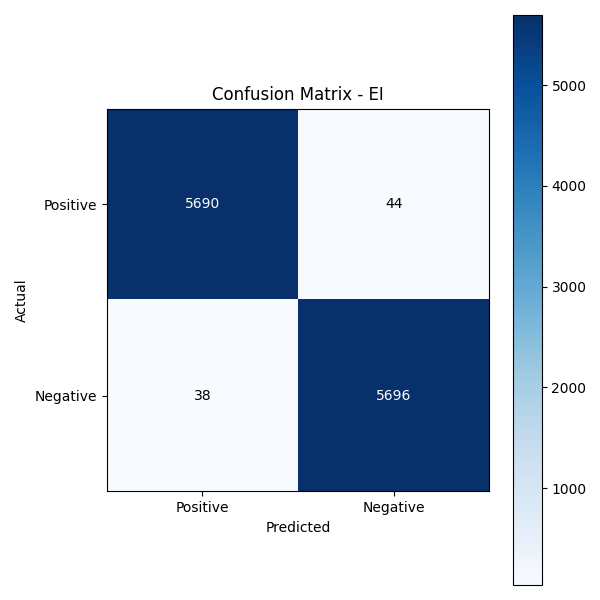 Confusion Matrix - EI
Actual
Positive
Negative
5690
44
38
5696
Positive
Negative
Predicted
5000
4000
3000
2000
1000